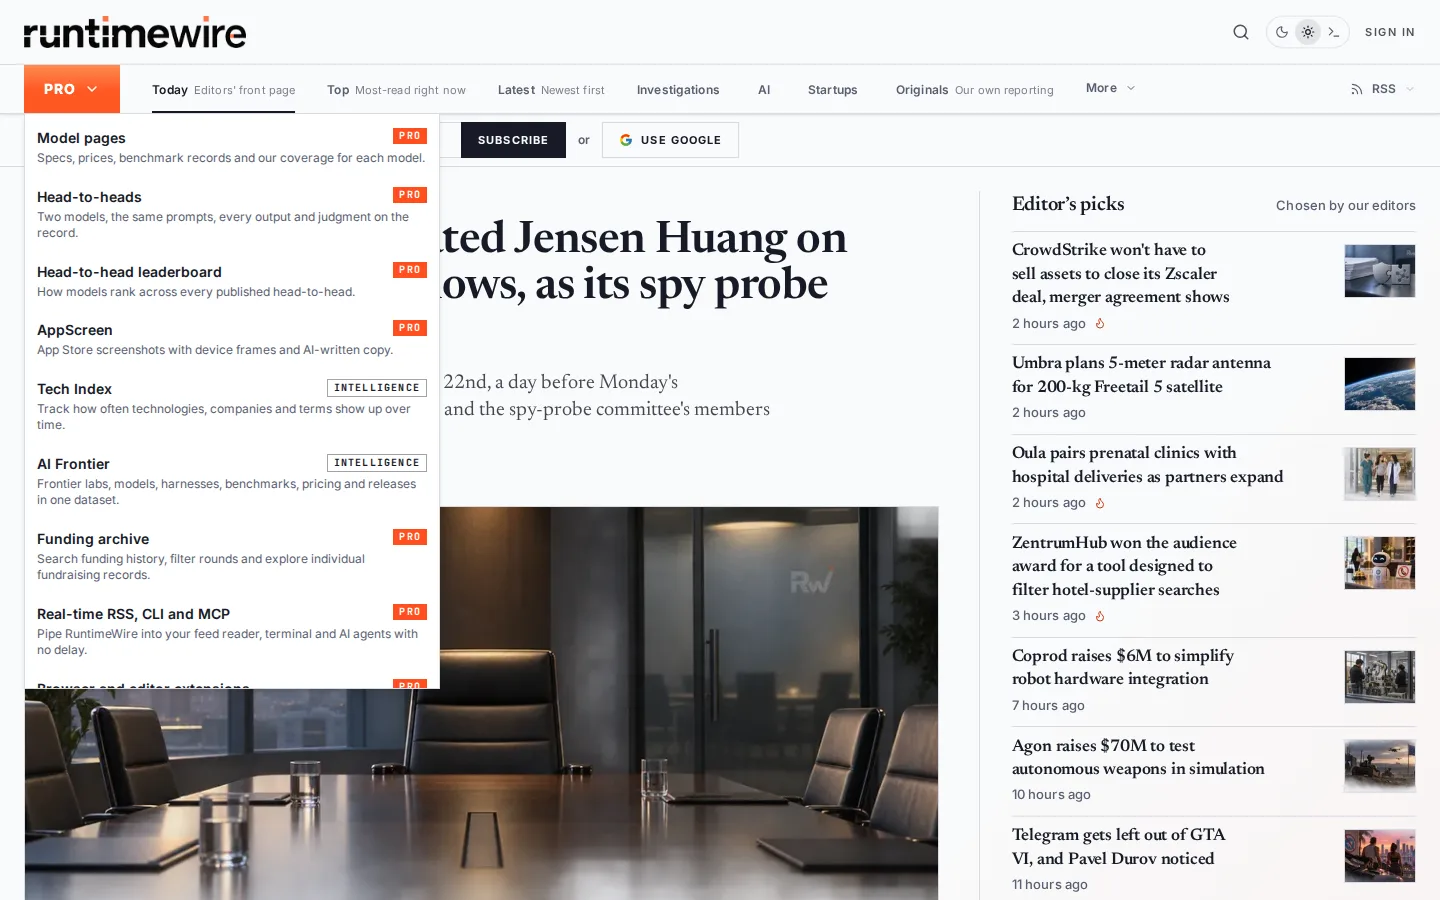 runtimewire
SIGN IN
PRO
Today Editors' front page
Top Most-read right now
Latest Newest first
Investigations
AI
Startups
Originals Our own reporting
More
RSS
SUBSCRIBE
or
USE GOOGLE
Model pages PRO
Specs, prices, benchmark records and our coverage for each model.
Head-to-heads PRO
Two models, the same prompts, every output and judgment on the
record.
Head-to-head leaderboard PRO
How models rank across every published head-to-head.
AppScreen PRO
App Store screenshots with device frames and AI-written copy.
Tech Index INTELLIGENCE
Track how often technologies, companies and terms show up over
time.
AI Frontier INTELLIGENCE
Frontier labs, models, harnesses, benchmarks, pricing and releases
in one dataset.
Funding archive PRO
Search funding history, filter rounds and explore individual
fundraising records.
Real-time RSS, CLI and MCP PRO
Pipe RuntimeWire into your feed reader, terminal and AI agents with
no delay.
Browser and editor extensions PRO
ted Jensen Huang on
ows, as its spy probe
22nd, a day before Monday's
and the spy-probe committee's members
RW
Editor's picks
Chosen by our editors
CrowdStrike won't have to
sell assets to close its Zscaler
deal, merger agreement shows
2 hours ago
Umbra plans 5-meter radar antenna
for 200-kg Freetail 5 satellite
2 hours ago
Oula pairs prenatal clinics with
hospital deliveries as partners expand
2 hours ago
ZentrumHub won the audience
award for a tool designed to
filter hotel-supplier searches
3 hours ago
Coprod raises $6M to simplify
robot hardware integration
7 hours ago
Agon raises $70M to test
autonomous weapons in simulation
10 hours ago
Telegram gets left out of GTA
VI, and Pavel Durov noticed
11 hours ago